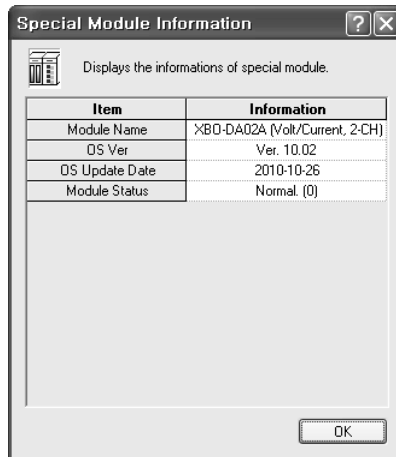 Special Module Information
Displays the informations of special module.
Item Information
Module Name XBO-DA02A (Volt/Current, 2-CH)
OS Ver Ver. 10.02
OS Update Date 2010-10-26
Module Status Normal. (0)
OK